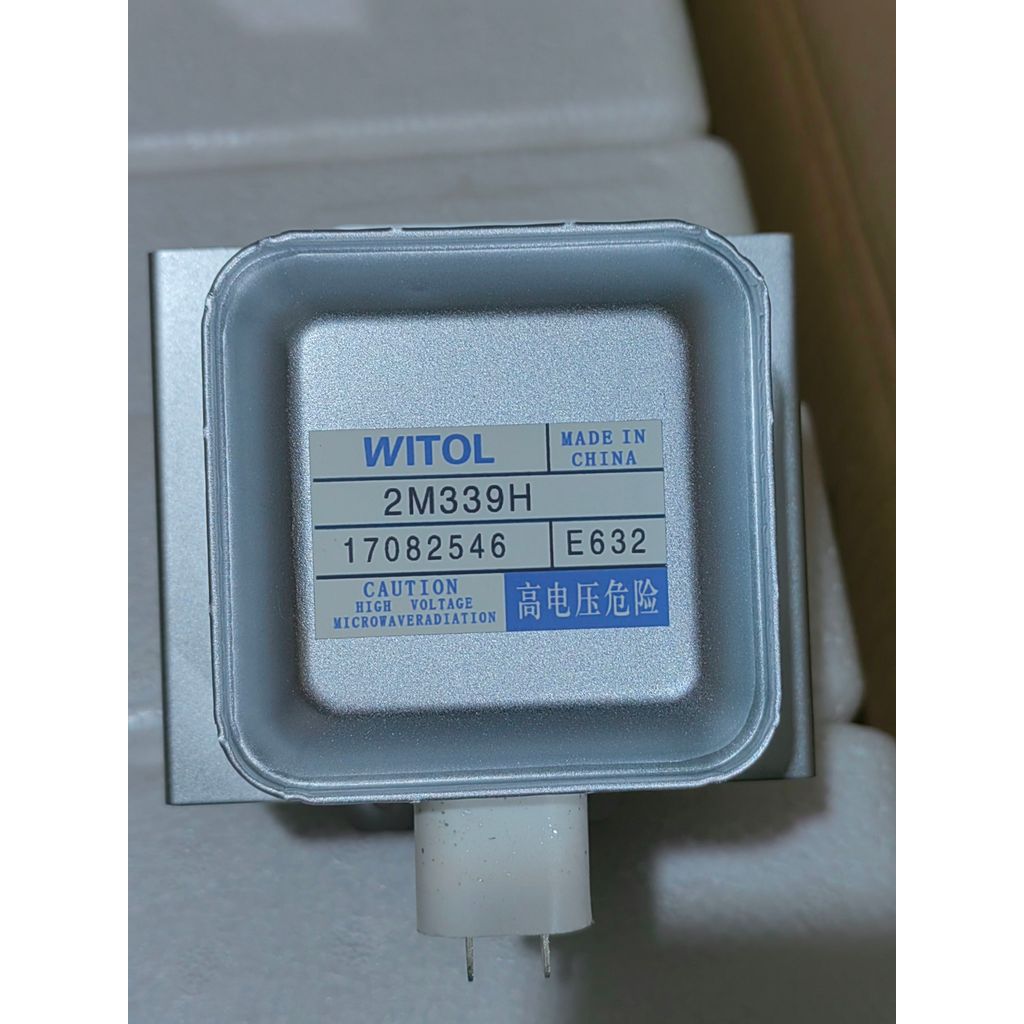 WITOL
MADE IN
CHINA
2M339H
17082546
E632
CAUTION
HIGH VOLTAGE
MICROWAVERADIATION
高电压危险